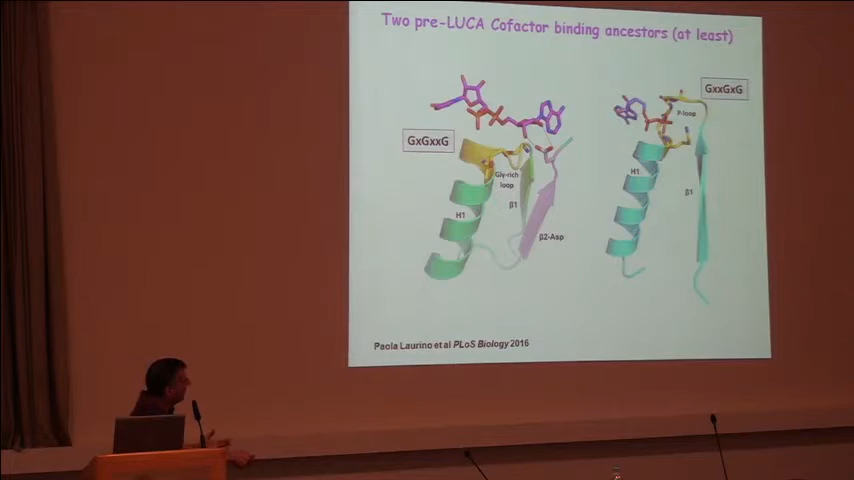 Two pre-LUCA Cofactor binding ancestors (at least)
GxxGxG
P-loop
GxGxxG
Gly-rich
loop
H1
β1
H1
β1
β2-Asp
Paola Laurino et al PLoS Biology 2016